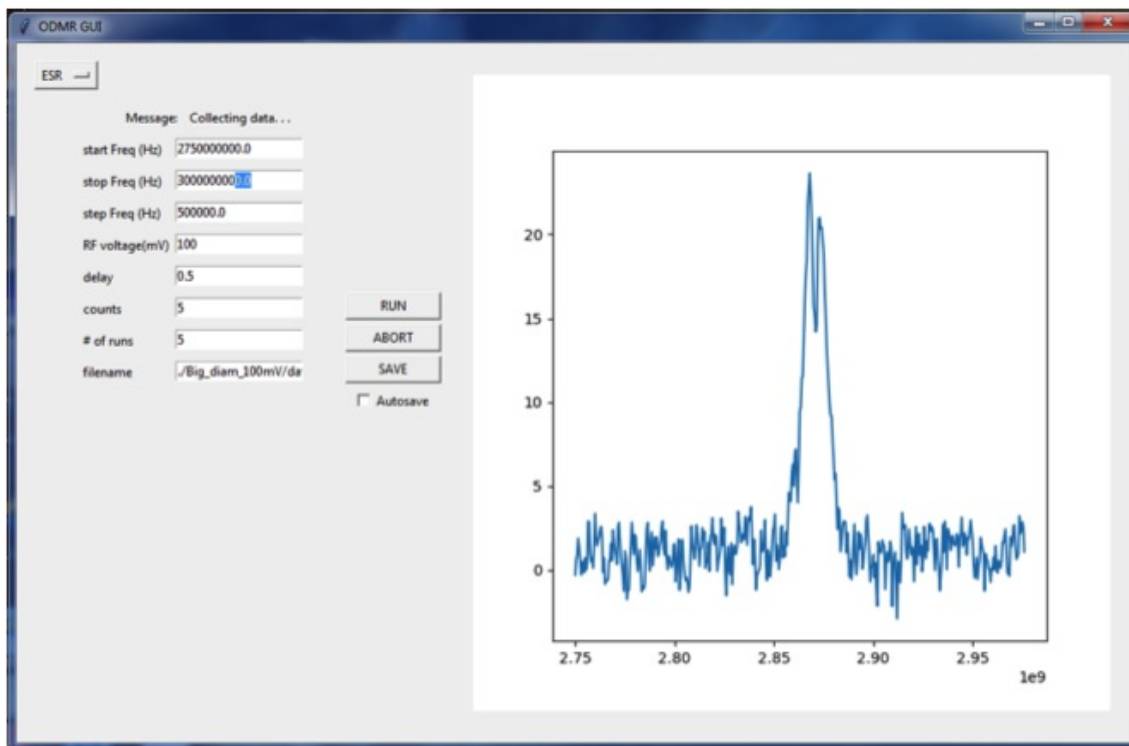 ODMR GUI
ESR
Message: Collecting data...
start Freq (Hz) 2750000000.0
stop Freq (Hz) 3000000000.0
step Freq (Hz) 500000.0
RF voltage(mV) 100
delay 0.5
counts 5
# of runs 5
filename ./Big_diam_100mV/da
RUN
ABORT
SAVE
Autosave
20
15
10
5
0
2.75 2.80 2.85 2.90 2.95
1e9